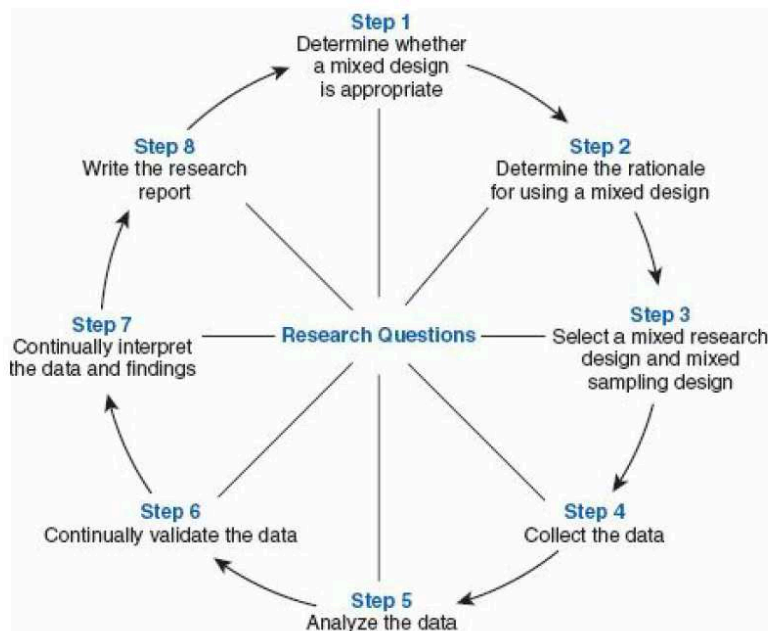 Step 1
Determine whether
a mixed design
is appropriate
Step 2
Determine the rationale
for using a mixed design
Step 3
Select a mixed research
design and mixed
sampling design
Step 4
Collect the data
Step 5
Analyze the data
Step 6
Continually validate the data
Step 7
Continually interpret
the data and findings
Step 8
Write the research
report
Research Questions